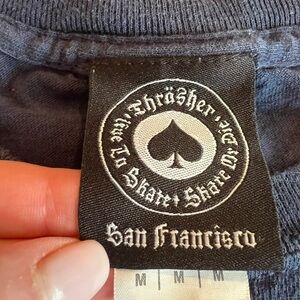 Thrasher
Live To Skate • Skate Or Die
San Francisco
M M M